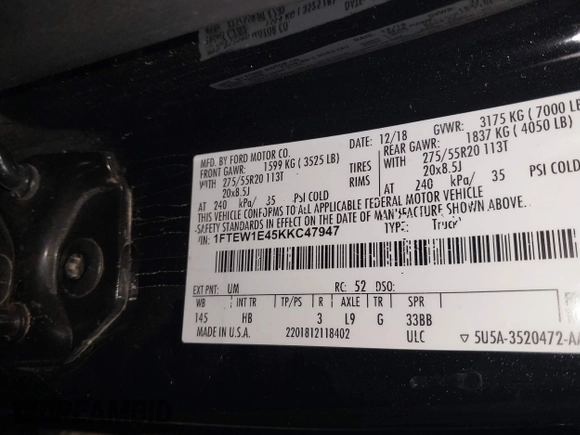 MFD. BY FORD MOTOR CO.
12/18 GVWR: 3175 KG ( 7000 LB
FRONT GAWR: 1599 KG ( 3525 LB) REAR GAWR: 1837 KG ( 4050 LB)
WITH 275/55R20 113T TIRES WITH 275/55R20 113T
20x8.5J RIMS 20x8.5J
AT 240 kPa/ 35 PSI COLD AT 240 kPa/ 35 PSI COLD
THIS VEHICLE CONFORMS TO ALL APPLICABLE FEDERAL MOTOR VEHICLE
SAFETY STANDARDS IN EFFECT ON THE DATE OF MANUFACTURE SHOWN ABOVE.
VIN: 1FTEW1E45KKC47947 TYPE: Truck
EXT PNT: UM RC: 52 DSO:
WB INT TR TP/PS R AXLE TR SPR
145 HB 3 L9 G 33BB
MADE IN U.S.A. 2201812118402 ULC ▽ 5U5A-3520472-AA